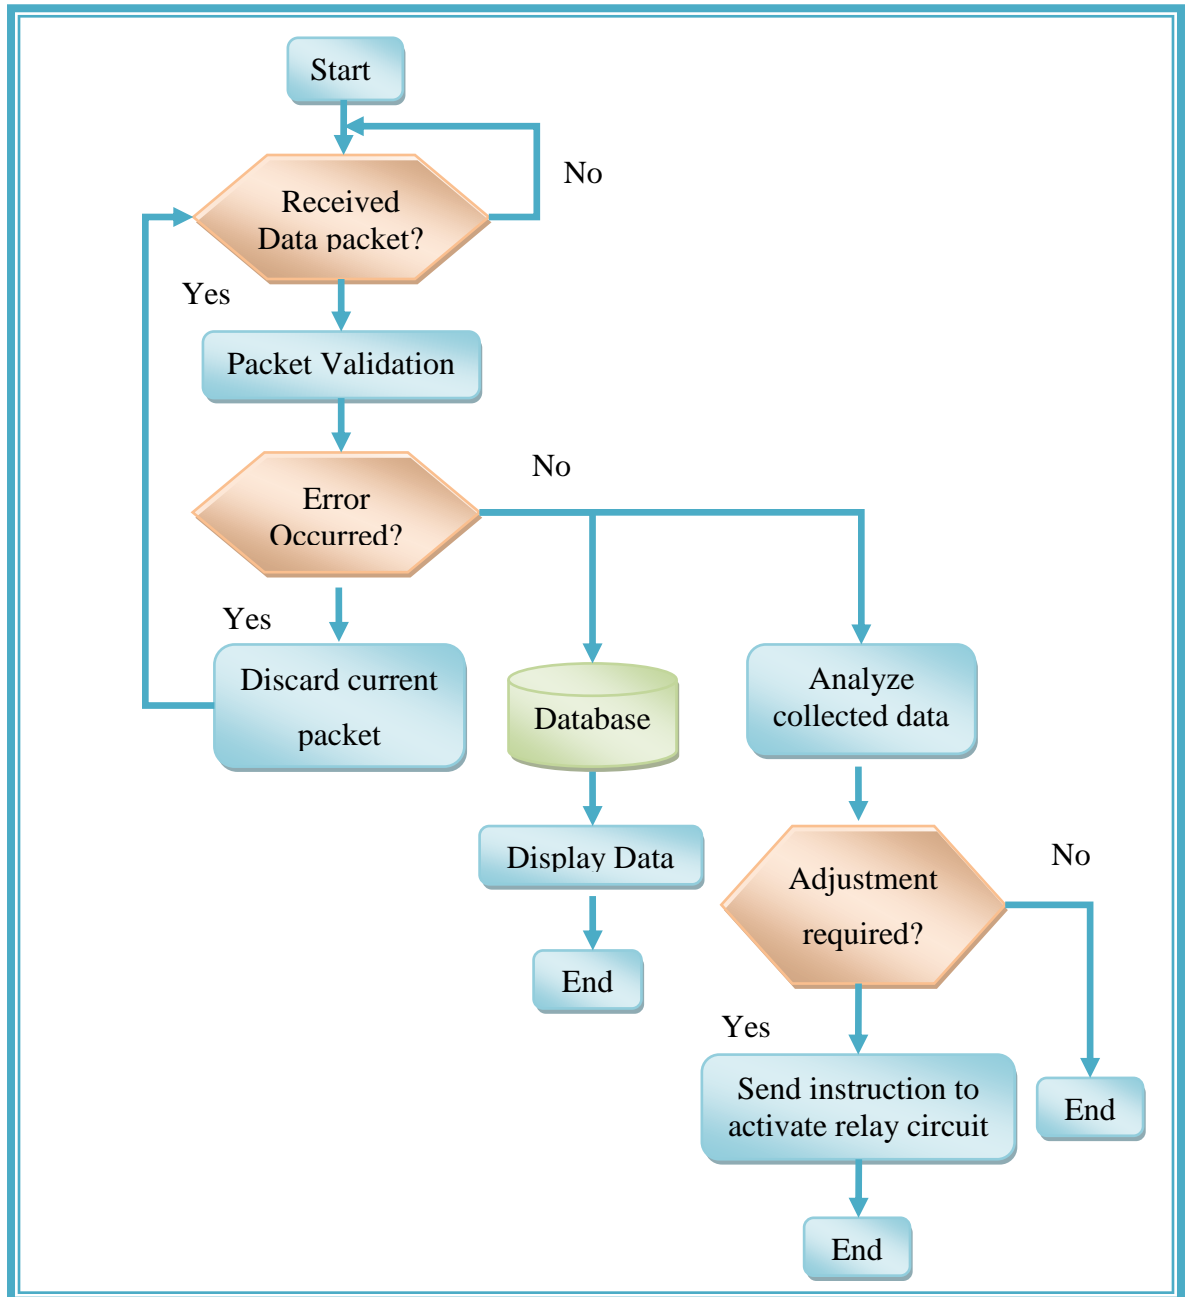 Start
No
Received
Data packet?
Yes
Packet Validation
No
Error
Occurred?
Yes
Discard current
packet
Database
Analyze
collected data
Display Data
Adjustment
required?
No
End
Yes
Send instruction to
activate relay circuit
End
End